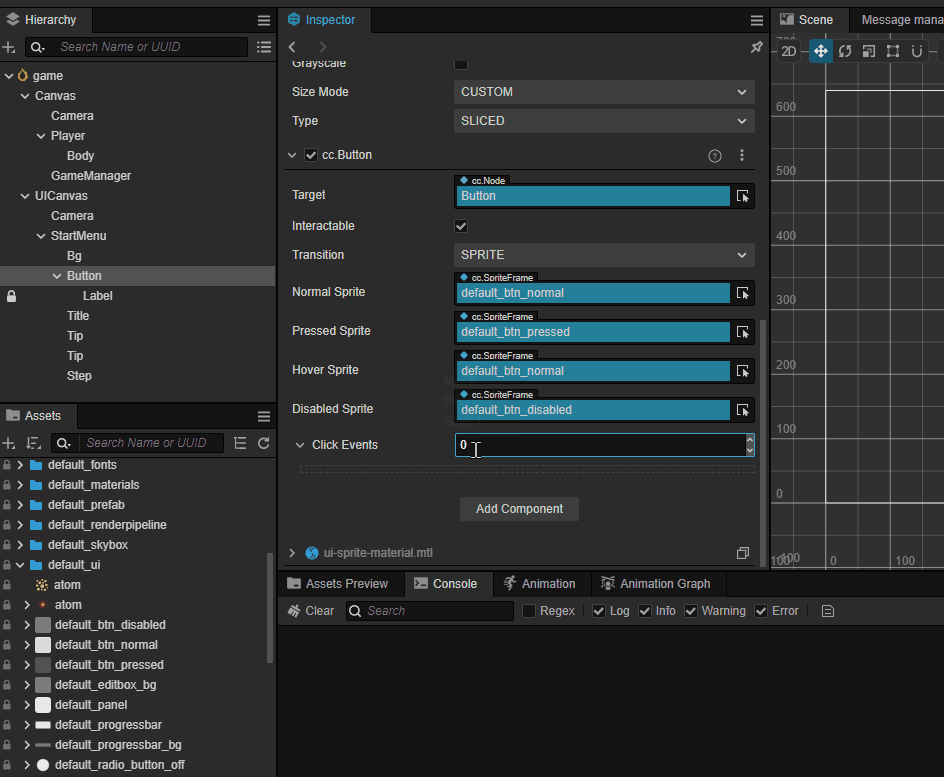 Hierarchy
Search Name or UUID
game
Canvas
Camera
Player
Body
GameManager
UICanvas
Camera
StartMenu
Bg
Button
Label
Title
Tip
Tip
Step
Assets
Search Name or UUID
default_fonts
default_materials
default_prefab
default_renderpipeline
default_skybox
default_ui
atom
atom
default_btn_disabled
default_btn_normal
default_btn_pressed
default_editbox_bg
default_panel
default_progressbar
default_progressbar_bg
default_radio_button_off
Inspector
Grayscale
Size Mode CUSTOM
Type SLICED
cc.Button
cc.Node
Target Button
Interactable
Transition SPRITE
cc.SpriteFrame
Normal Sprite default_btn_normal
cc.SpriteFrame
Pressed Sprite default_btn_pressed
cc.SpriteFrame
Hover Sprite default_btn_normal
cc.SpriteFrame
Disabled Sprite default_btn_disabled
Click Events 0
Add Component
ui-sprite-material.mtl
Scene Message mana
2D
600
500
400
300
200
100
0
-100
0 100
Assets Preview Console Animation Animation Graph
Clear Search Regex Log Info Warning Error